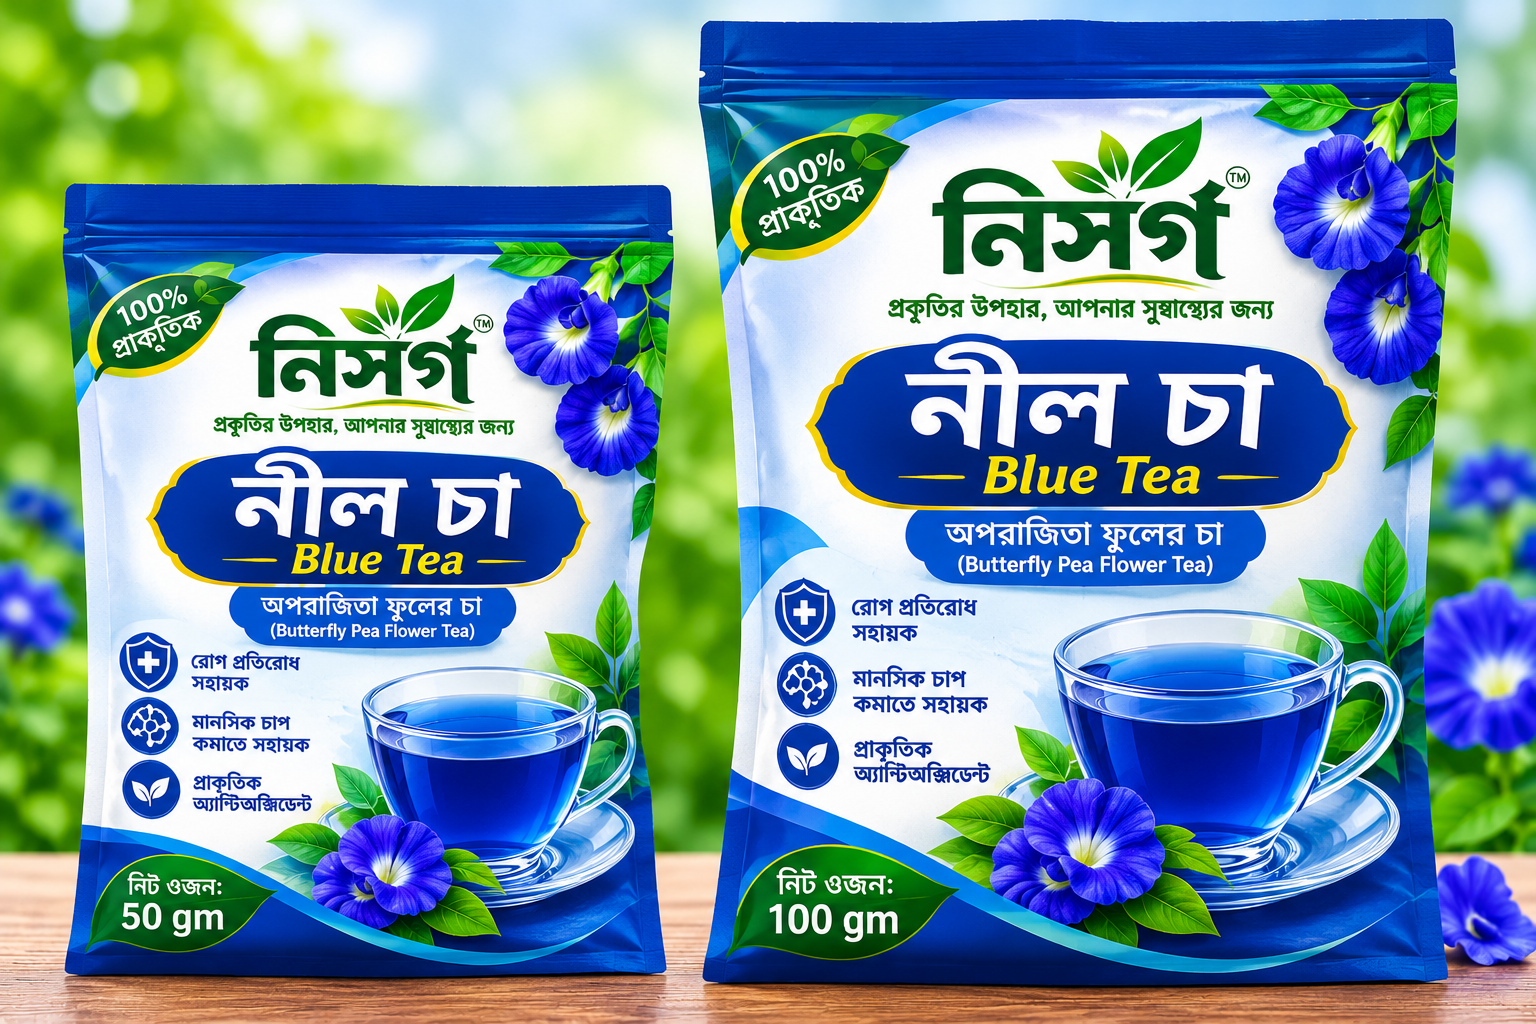 100%
প্রাকৃতিক
নিসর্গ
TM
প্রকৃতির উপহার, আপনার সুস্বাস্থ্যের জন্য
নীল চা
Blue Tea
অপরাজিতা ফুলের চা
(Butterfly Pea Flower Tea)
রোগ প্রতিরোধ
সহায়ক
মানসিক চাপ
কমাতে সহায়ক
প্রাকৃতিক
অ্যান্টিঅক্সিডেন্ট
নিট ওজন:
50 gm
100%
প্রাকৃতিক
নিসর্গ
TM
প্রকৃতির উপহার, আপনার সুস্বাস্থ্যের জন্য
নীল চা
Blue Tea
অপরাজিতা ফুলের চা
(Butterfly Pea Flower Tea)
রোগ প্রতিরোধ
সহায়ক
মানসিক চাপ
কমাতে সহায়ক
প্রাকৃতিক
অ্যান্টিঅক্সিডেন্ট
নিট ওজন:
100 gm